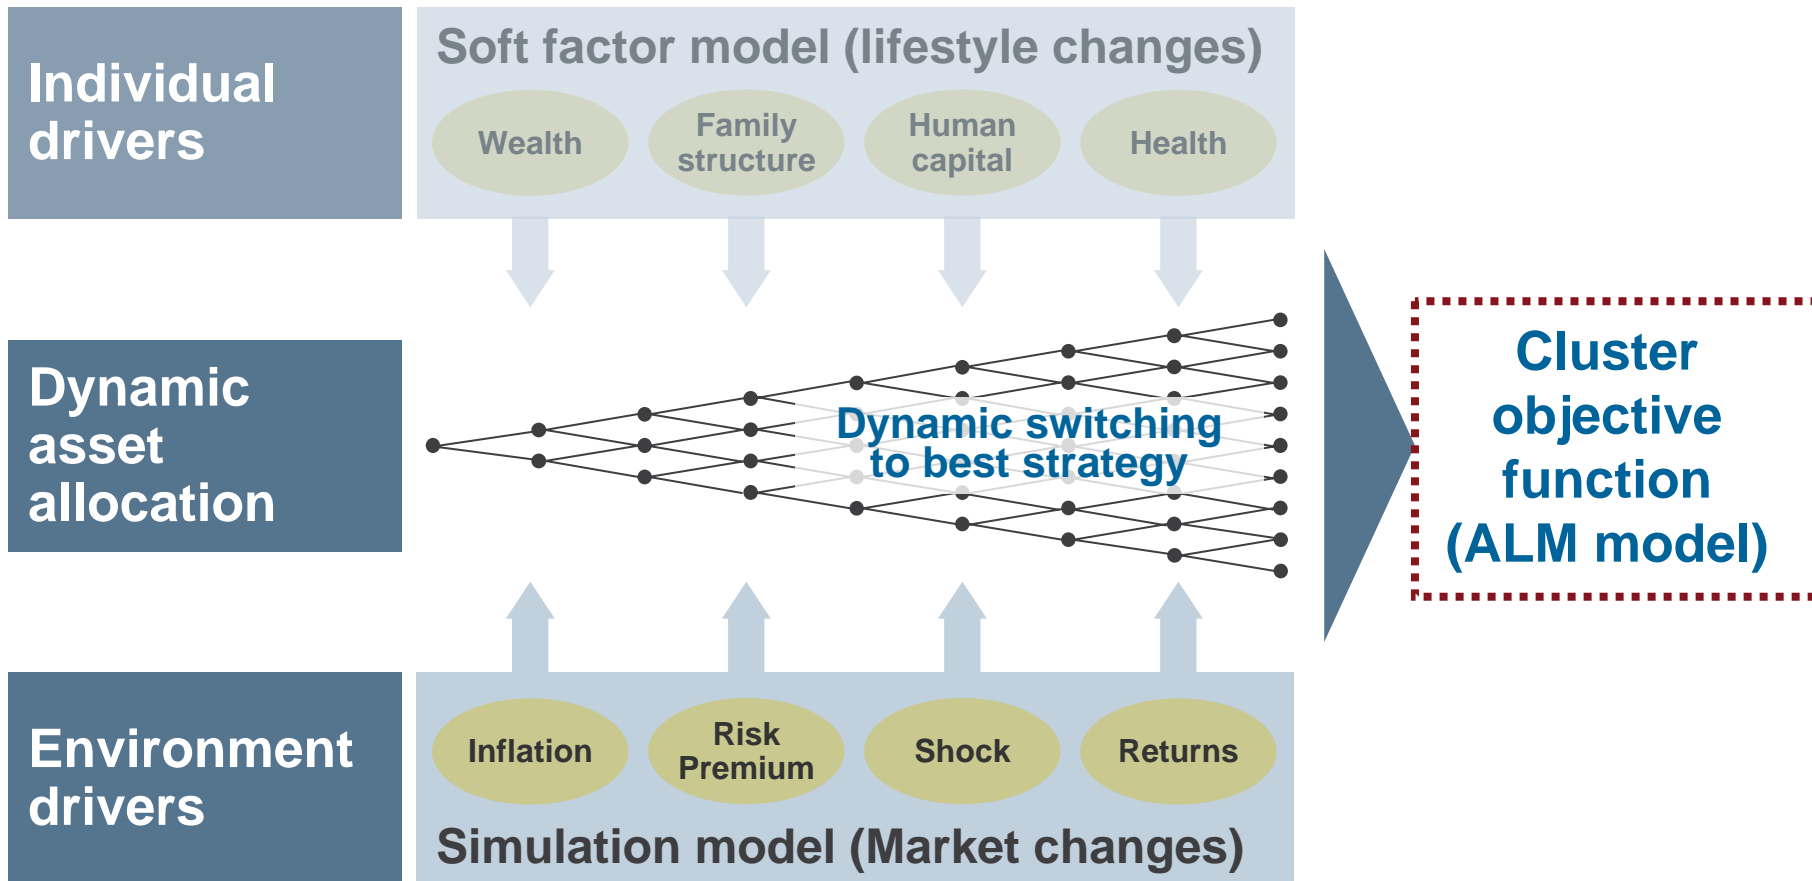 Individual
drivers
Soft factor model (lifestyle changes)
Wealth
Family
structure
Human
capital
Health
Dynamic
asset
allocation
Dynamic switching
to best strategy
Cluster
objective
function
(ALM model)
Environment
drivers
Inflation
Risk
Premium
Shock
Returns
Simulation model (Market changes)